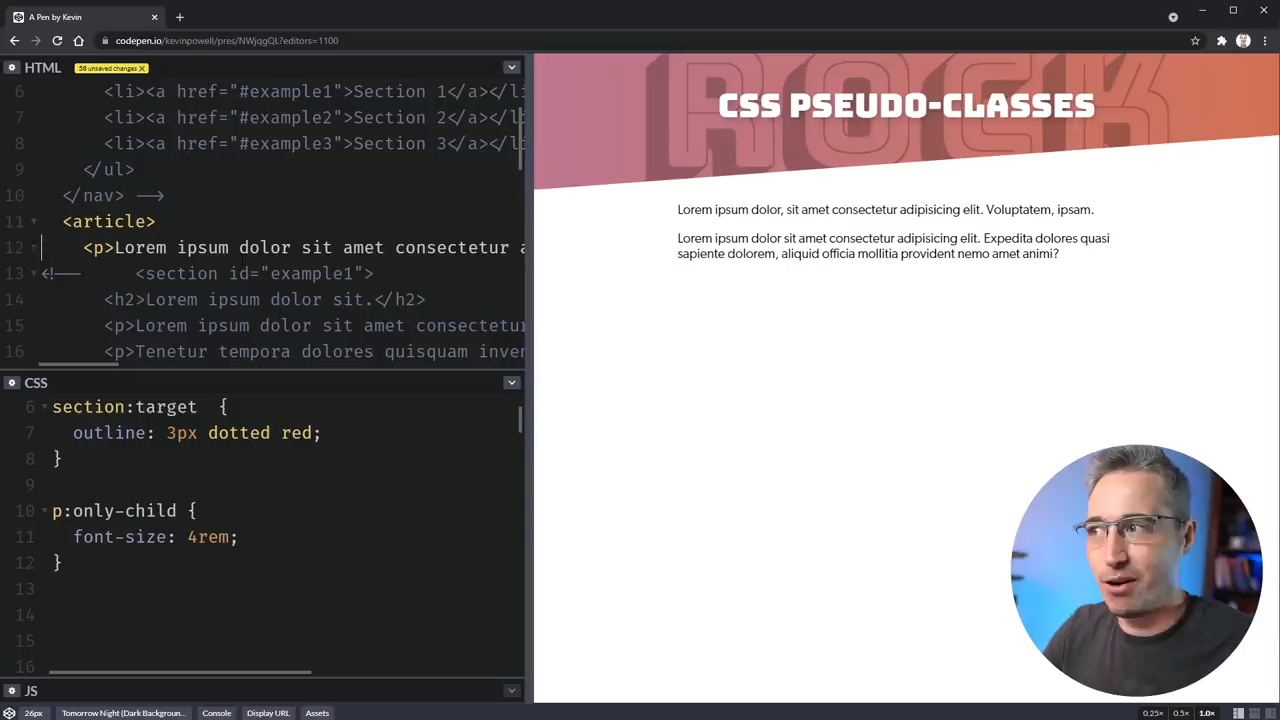 A Pen by Kevin
codepen.io/kevinpowell/pres/NWjqgQL?editors=1100
HTML
58 unsaved changes X
6 <li><a href="#example1">Section 1</a></li
7 <li><a href="#example2">Section 2</a></li
8 <li><a href="#example3">Section 3</a></li
9 </ul>
10 </nav> -->
11 <article>
12 <p>Lorem ipsum dolor sit amet consectetur a
13 <!-- <section id="example1">
14 <h2>Lorem ipsum dolor sit.</h2>
15 <p>Lorem ipsum dolor sit amet consectetur
16 <p>Tenetur tempora dolores quisquam inven
CSS
6 section:target {
7 outline: 3px dotted red;
8 }
9
10 p:only-child {
11 font-size: 4rem;
12 }
13
14
15
16
JS
26px Tomorrow Night (Dark Backgroun... Console Display URL Assets
ROCK
CSS PSEUDO-CLASSES
Lorem ipsum dolor, sit amet consectetur adipisicing elit. Voluptatem, ipsam.
Lorem ipsum dolor sit amet consectetur adipisicing elit. Expedita dolores quasi
sapiente dolorem, aliquid officia mollitia provident nemo amet animi?
0.25× 0.5× 1.0×